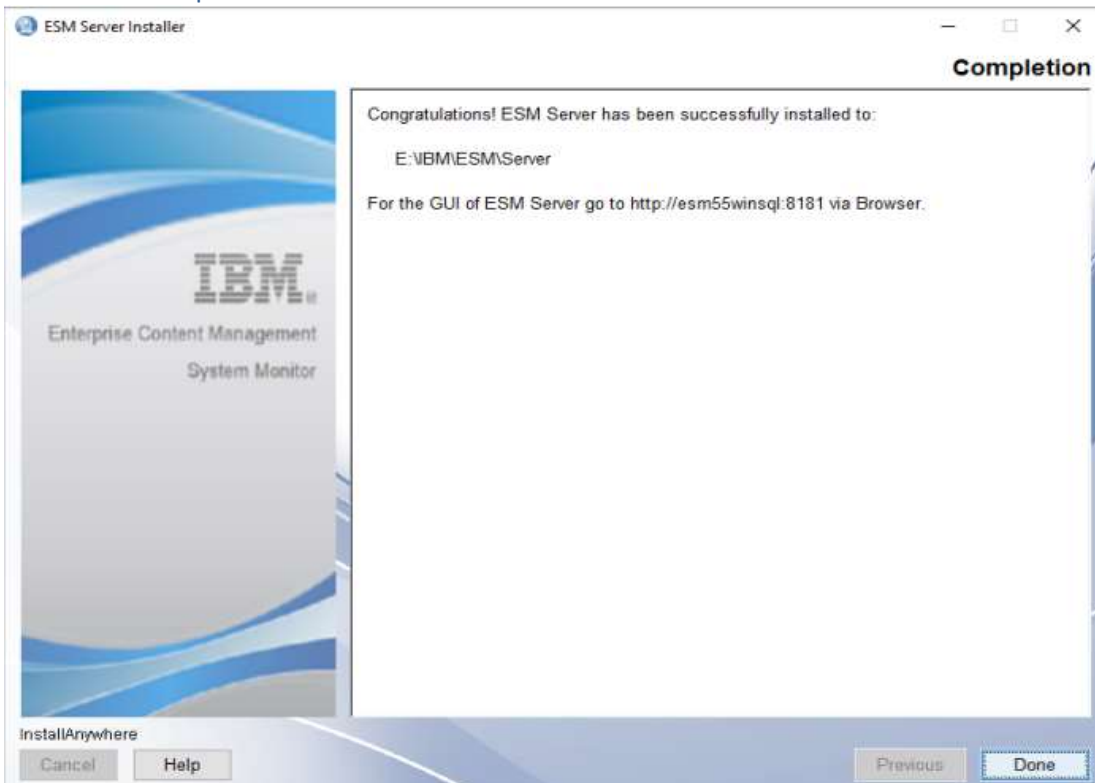 ESM Server Installer
Completion
Congratulations! ESM Server has been successfully installed to:
E:\IBM\ESM\Server
For the GUI of ESM Server go to http://esm55winsql:8181 via Browser.
IBM
Enterprise Content Management
System Monitor
InstallAnywhere
Cancel
Help
Previous
Done